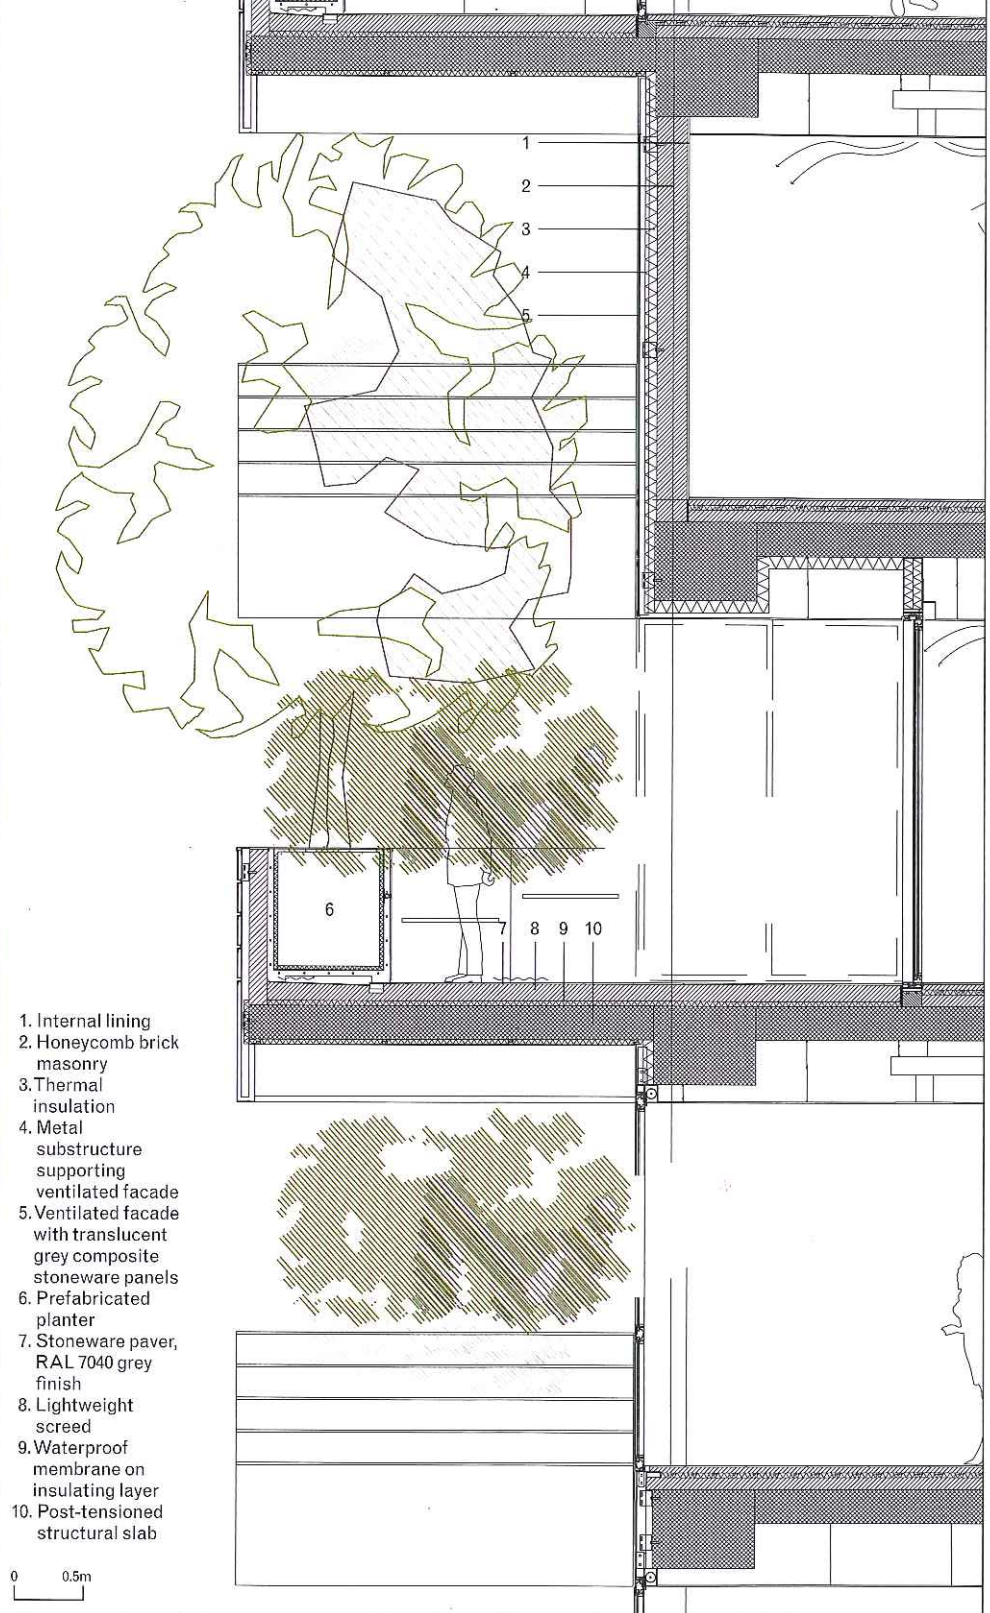 1
2
3
4
5
6
7 8 9 10
1. Internal lining
2. Honeycomb brick
masonry
3. Thermal
insulation
4. Metal
substructure
supporting
ventilated facade
5. Ventilated facade
with translucent
grey composite
stoneware panels
6. Prefabricated
planter
7. Stoneware paver,
RAL 7040 grey
finish
8. Lightweight
screed
9. Waterproof
membrane on
insulating layer
10. Post-tensioned
structural slab
0 0.5m